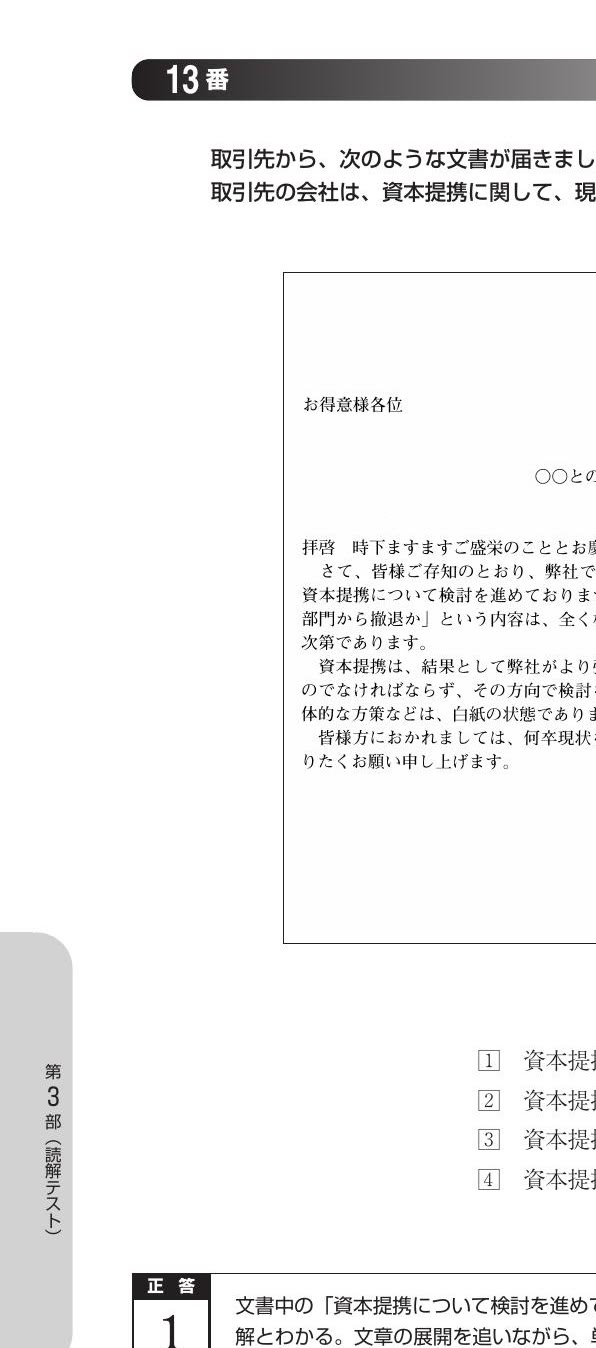 13番
取引先から、次のような文書が届きまし
取引先の会社は、資本提携に関して、現
お得意様各位
○○との
拝啓　時下ますますご盛栄のこととお慶
さて、皆様ご存知のとおり、弊社で
資本提携について検討を進めております
部門から撤退か」という内容は、全く
次第であります。
資本提携は、結果として弊社がより
のでなければならず、その方向で検討
体的な方策などは、白紙の状態でありま
皆様方におかれましては、何卒現状
りたくお願い申し上げます。
1　資本提携
2　資本提携
3　資本提携
4　資本提携
第3部（読解テスト）
正答
1
文書中の「資本提携について検討を進めて
解とわかる。文章の展開を追いながら、